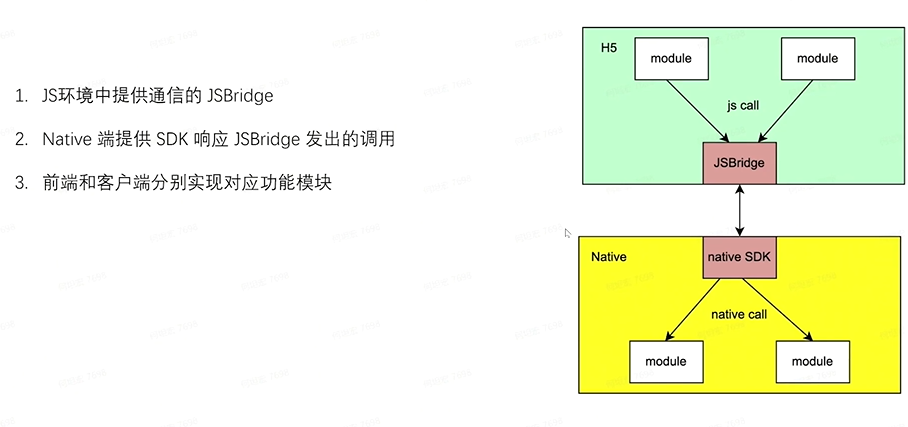 1. JS环境中提供通信的 JSBridge
2. Native 端提供 SDK 响应 JSBridge 发出的调用
3. 前端和客户端分别实现对应功能模块
H5
module
module
js call
JSBridge
Native
native SDK
native call
module
module